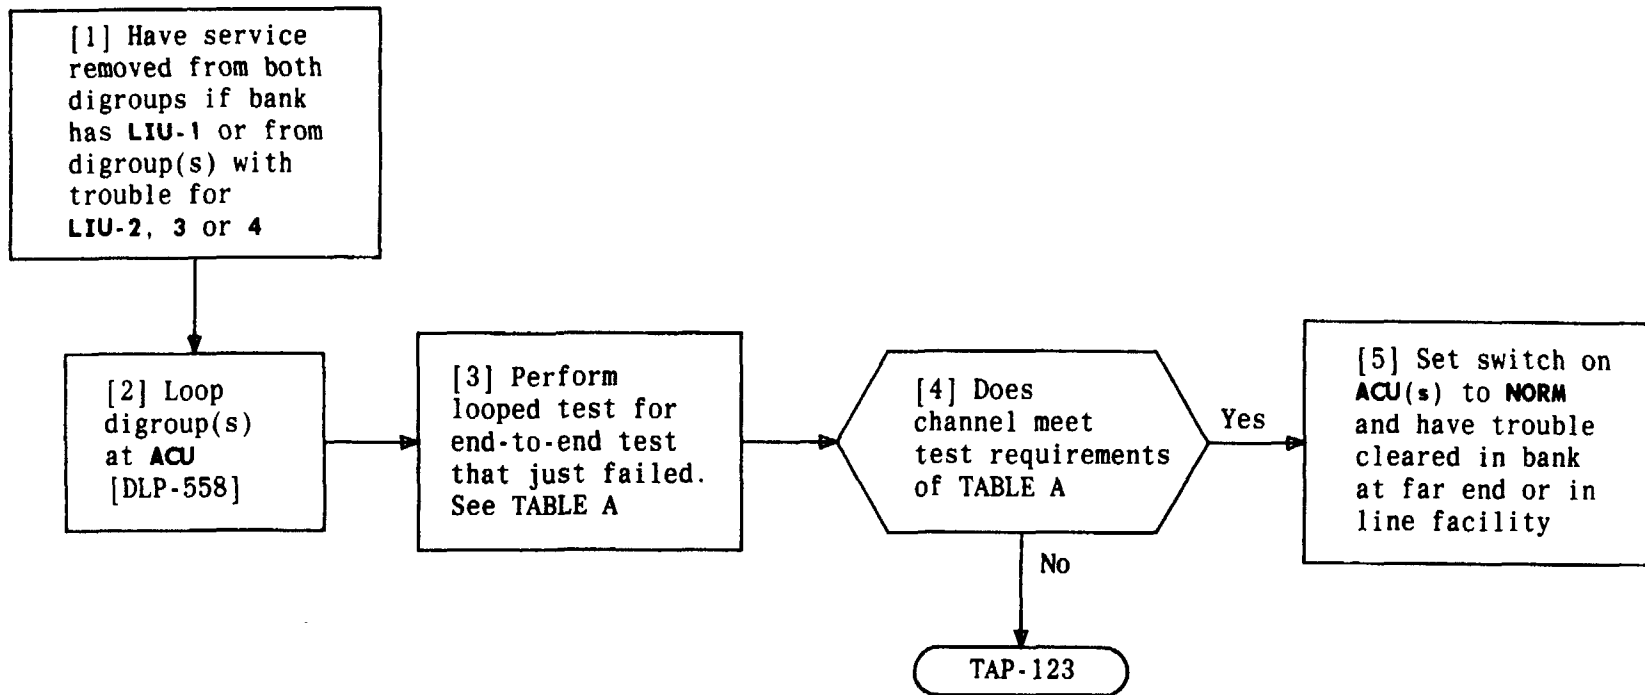 [1] Have service
removed from both
digroups if bank
has LIU-1 or from
digroup(s) with
trouble for
LIU-2, 3 or 4
[2] Loop
digroup(s)
at ACU
[DLP-558]
[3] Perform
looped test for
end-to-end test
that just failed.
See TABLE A
[4] Does
channel meet
test requirements
of TABLE A
Yes
[5] Set switch on
ACU(s) to NORM
and have trouble
cleared in bank
at far end or in
line facility
No
TAP-123